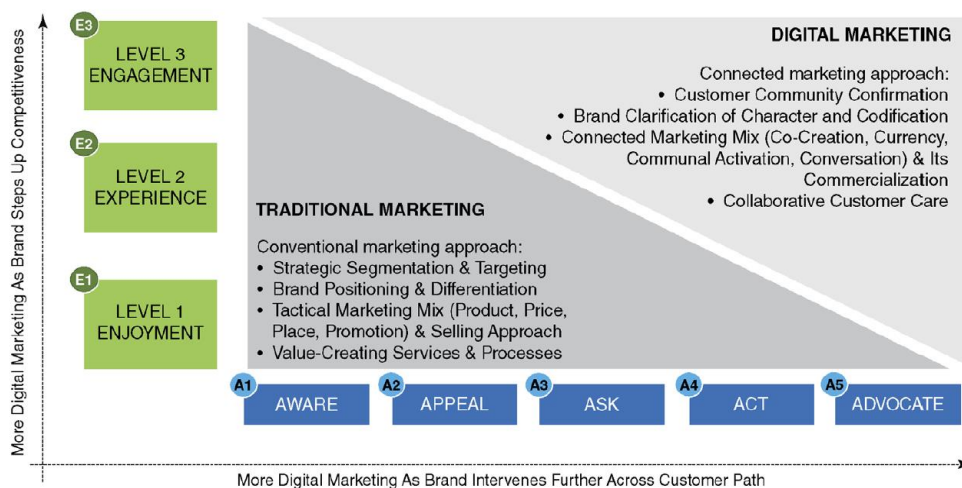 More Digital Marketing As Brand Steps Up Competitiveness
E3
LEVEL 3
ENGAGEMENT
E2
LEVEL 2
EXPERIENCE
E1
LEVEL 1
ENJOYMENT
DIGITAL MARKETING
Connected marketing approach:
• Customer Community Confirmation
• Brand Clarification of Character and Codification
• Connected Marketing Mix (Co-Creation, Currency,
Communal Activation, Conversation) & Its
Commercialization
• Collaborative Customer Care
TRADITIONAL MARKETING
Conventional marketing approach:
• Strategic Segmentation & Targeting
• Brand Positioning & Differentiation
• Tactical Marketing Mix (Product, Price,
Place, Promotion) & Selling Approach
• Value-Creating Services & Processes
A1
AWARE
A2
APPEAL
A3
ASK
A4
ACT
A5
ADVOCATE
More Digital Marketing As Brand Intervenes Further Across Customer Path